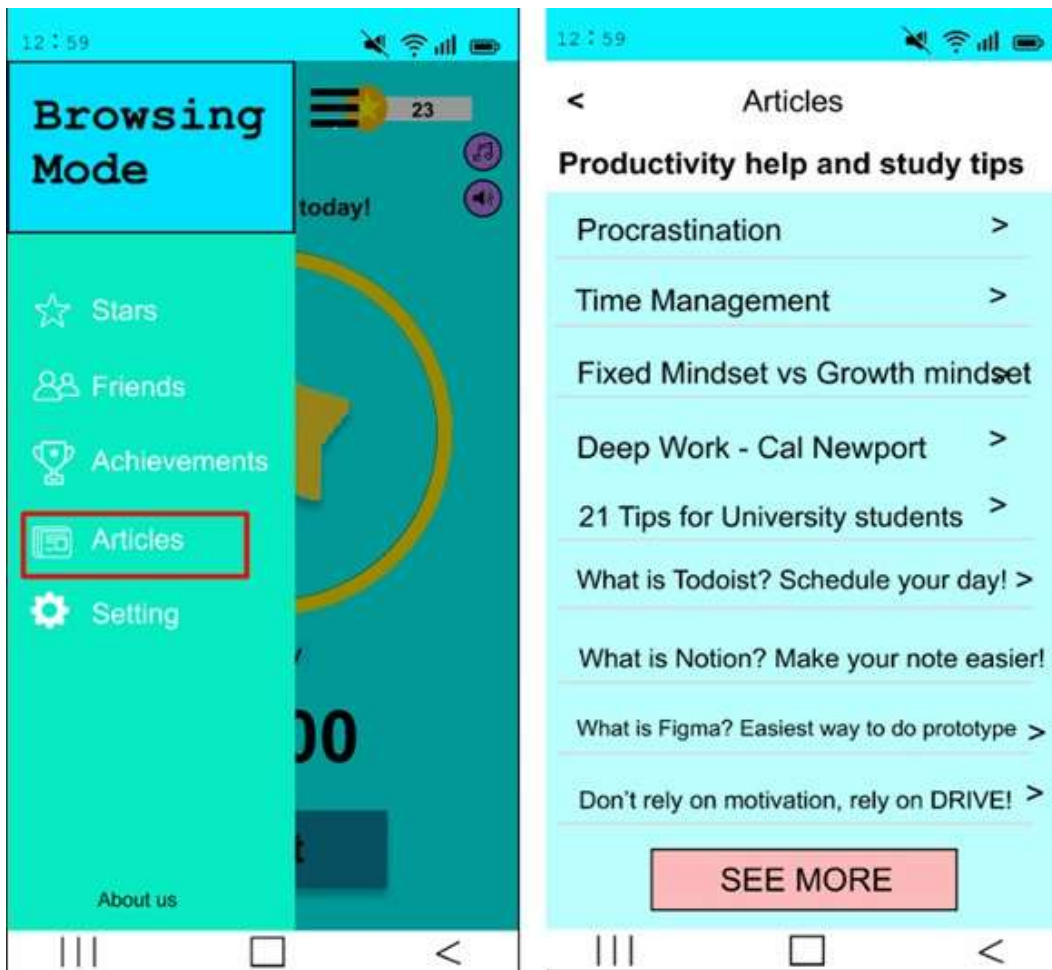 12:59
Browsing
Mode
23
today!
Stars
Friends
Achievements
Articles
Setting
00
About us
12:59
< Articles
Productivity help and study tips
Procrastination >
Time Management >
Fixed Mindset vs Growth mindset >
Deep Work - Cal Newport >
21 Tips for University students >
What is Todoist? Schedule your day! >
What is Notion? Make your note easier!
What is Figma? Easiest way to do prototype >
Don't rely on motivation, rely on DRIVE! >
SEE MORE